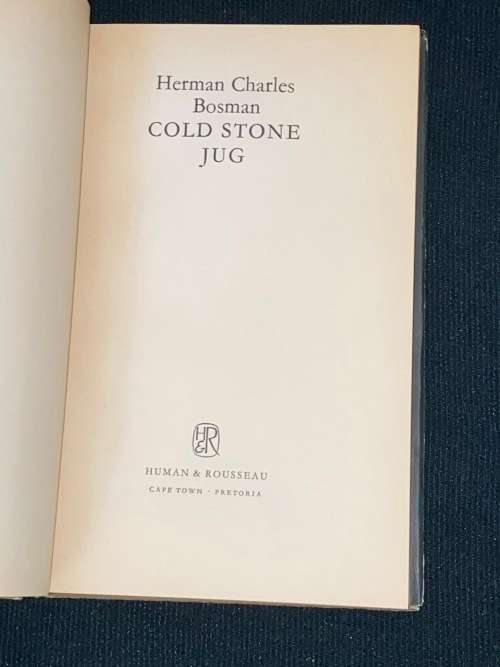 Herman Charles
Bosman
COLD STONE
JUG
H
&R
HUMAN & ROUSSEAU
CAPE TOWN · PRETORIA